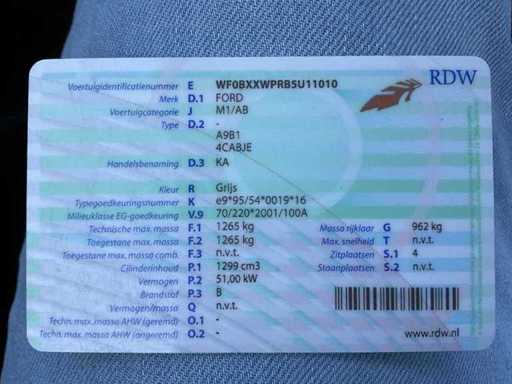 RDW
Voertuigidentificatienummer E WF0BXXWPRB5U11010
Merk D.1 FORD
Voertuigcategorie J M1/AB
Type D.2 -
A9B1
4CABJE
Handelsbenaming D.3 KA
Kleur R Grijs
Typegoedkeuringsnummer K e9*95/54*0019*16
Milieuklasse EG-goedkeuring V.9 70/220*2001/100A
Technische max. massa F.1 1265 kg Massa rijklaar G 962 kg
Toegestane max. massa F.2 1265 kg Max. snelheid T n.v.t.
Toegestane max. massa comb. F.3 n.v.t. Zitplaatsen S.1 4
Cilinderinhoud P.1 1299 cm3 Staanplaatsen S.2 n.v.t.
Vermogen P.2 51,00 kW
Brandstof P.3 B
Vermogen/massa Q n.v.t.
Techn. max. massa AHW (geremd) O.1 -
Techn. max. massa AHW (ongeremd) O.2 -
www.rdw.nl